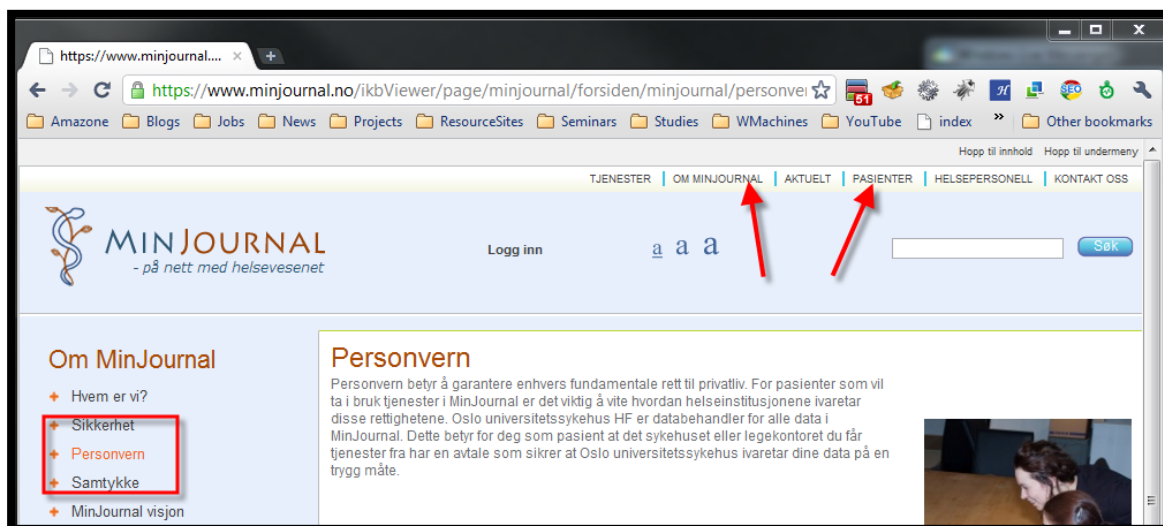 https://www.minjournal....
https://www.minjournal.no/ikbViewer/page/minjournal/forsiden/minjournal/personver
51
SEO
Amazone Blogs Jobs News Projects ResourceSites Seminars Studies WMachines YouTube index » Other bookmarks
Hopp til innhold Hopp til undermeny
TJENESTER | OM MINJOURNAL | AKTUELT | PASIENTER | HELSEPERSONELL | KONTAKT OSS
MINJOURNAL
- på nett med helsevesenet
Logg inn
a a a
Søk
Om MinJournal
Hvem er vi?
Sikkerhet
Personvern
Samtykke
MinJournal visjon
Personvern
Personvern betyr å garantere enhvers fundamentale rett til privatliv. For pasienter som vil
ta i bruk tjenester i MinJournal er det viktig å vite hvordan helseinstitusjonene ivaretar
disse rettighetene. Oslo universitetssykehus HF er databehandler for alle data i
MinJournal. Dette betyr for deg som pasient at det sykehuset eller legekontoret du får
tjenester fra har en avtale som sikrer at Oslo universitetssykehus ivaretar dine data på en
trygg måte.